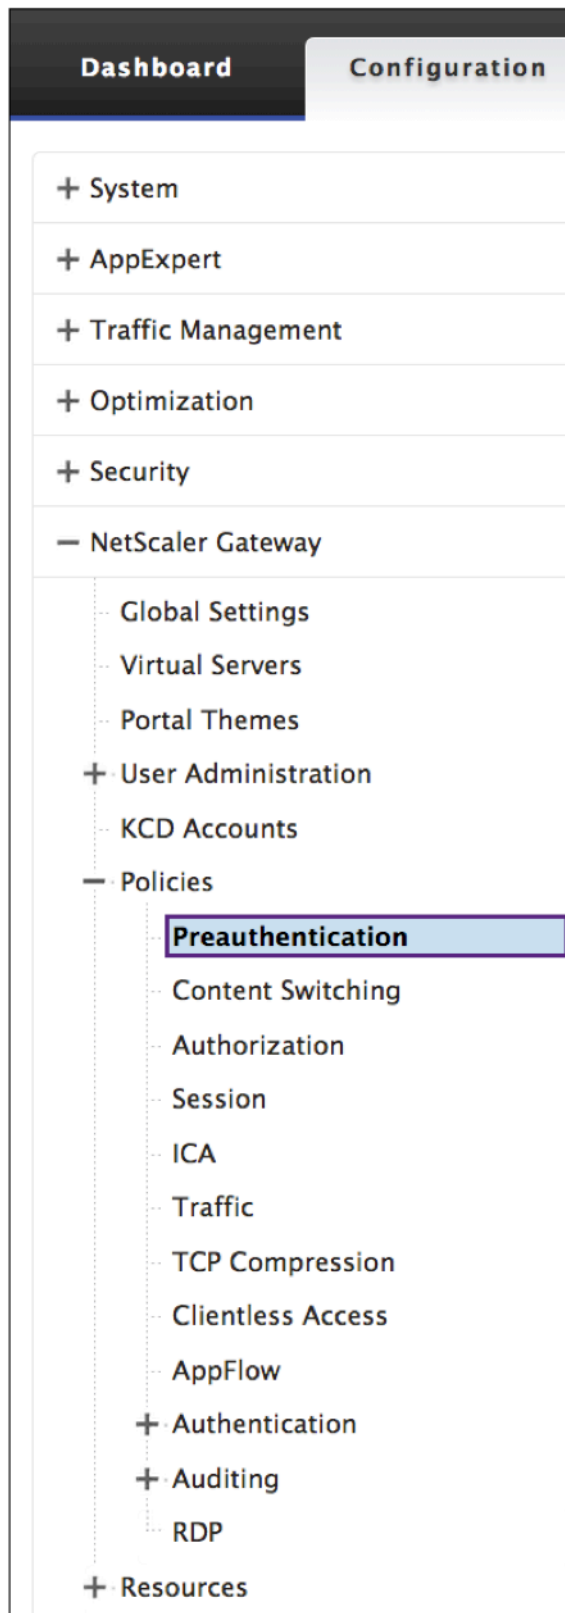 Dashboard Configuration
System
AppExpert
Traffic Management
Optimization
Security
NetScaler Gateway
Global Settings
Virtual Servers
Portal Themes
User Administration
KCD Accounts
Policies
Preauthentication
Content Switching
Authorization
Session
ICA
Traffic
TCP Compression
Clientless Access
AppFlow
Authentication
Auditing
RDP
Resources